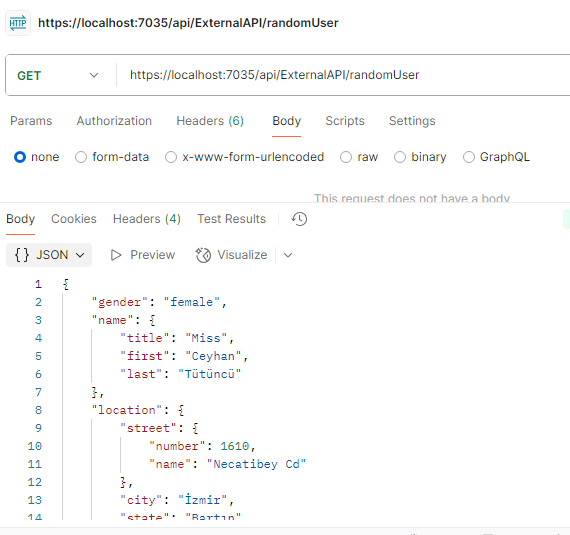 HTTP https://localhost:7035/api/ExternalAPI/randomUser
GET https://localhost:7035/api/ExternalAPI/randomUser
Params Authorization Headers (6) Body Scripts Settings
none form-data x-www-form-urlencoded raw binary GraphQL
This request does not have a body
Body Cookies Headers (4) Test Results
{} JSON Preview Visualize
1 {
2 "gender": "female",
3 "name": {
4 "title": "Miss",
5 "first": "Ceyhan",
6 "last": "Tütüncü"
7 },
8 "location": {
9 "street": {
10 "number": 1610,
11 "name": "Necatibey Cd"
12 },
13 "city": "İzmir",
14 "state": "Bartın"